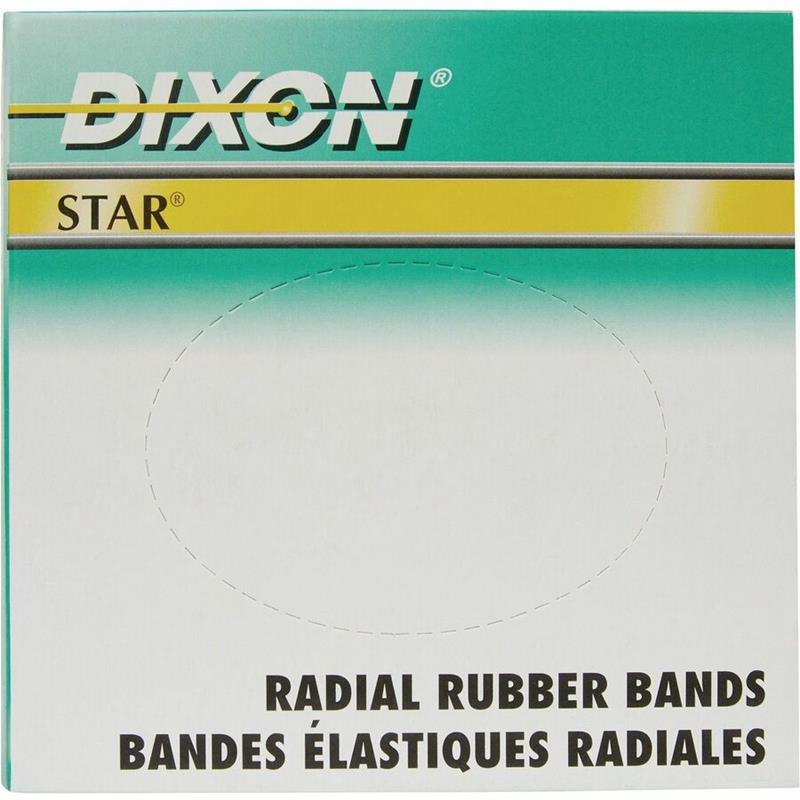 DIXON®
STAR®
RADIAL RUBBER BANDS
BANDES ÉLASTIQUES RADIALES